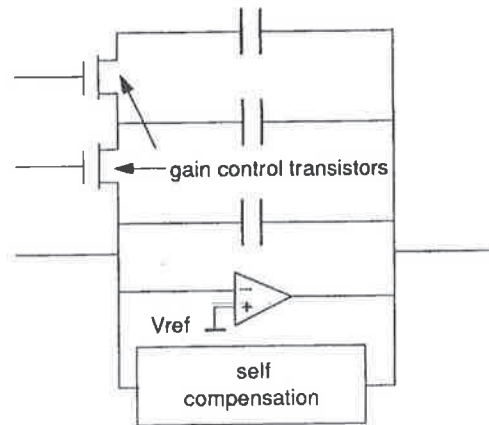 gain control transistors
−
+
Vref
self
compensation